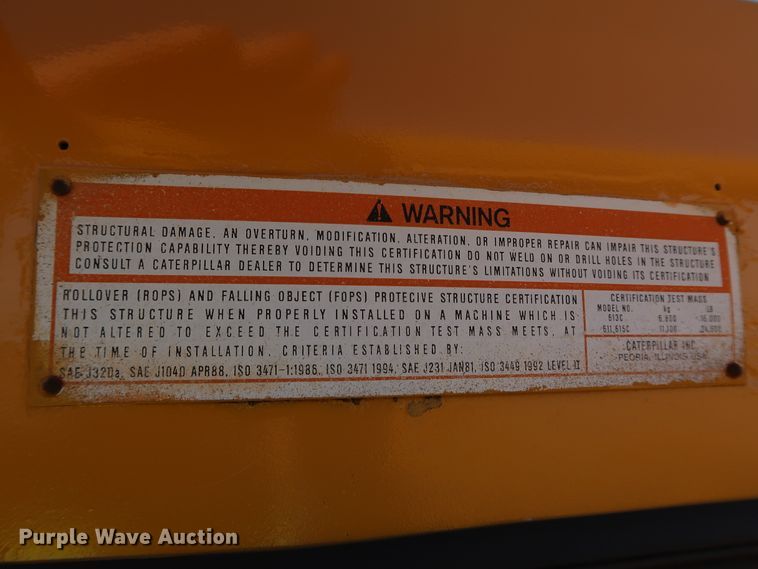 WARNING
STRUCTURAL DAMAGE, AN OVERTURN, MODIFICATION, ALTERATION, OR IMPROPER REPAIR CAN IMPAIR THIS STRUCTURE'S
PROTECTION CAPABILITY THEREBY VOIDING THIS CERTIFICATION DO NOT WELD ON OR DRILL HOLES IN THE STRUCTURE
CONSULT A CATERPILLAR DEALER TO DETERMINE THIS STRUCTURE'S LIMITATIONS WITHOUT VOIDING ITS CERTIFICATION
ROLLOVER (ROPS) AND FALLING OBJECT (FOPS) PROTECIVE STRUCTURE CERTIFICATION
THIS STRUCTURE WHEN PROPERLY INSTALLED ON A MACHINE WHICH IS
NOT ALTERED TO EXCEED THE CERTIFICATION TEST MASS MEETS, AT
THE TIME OF INSTALLATION, CRITERIA ESTABLISHED BY:
SAE J320a, SAE J1040 APR88, ISO 3471-1:1986, ISO 3471 1994, SAE J231 JAN81, ISO 3449 1992 LEVEL II
CERTIFICATION TEST MASS
MODEL NO. kg LB
613C
611,615C
CATERPILLAR INC.
PEORIA, ILLINOIS USA
Purple Wave Auction